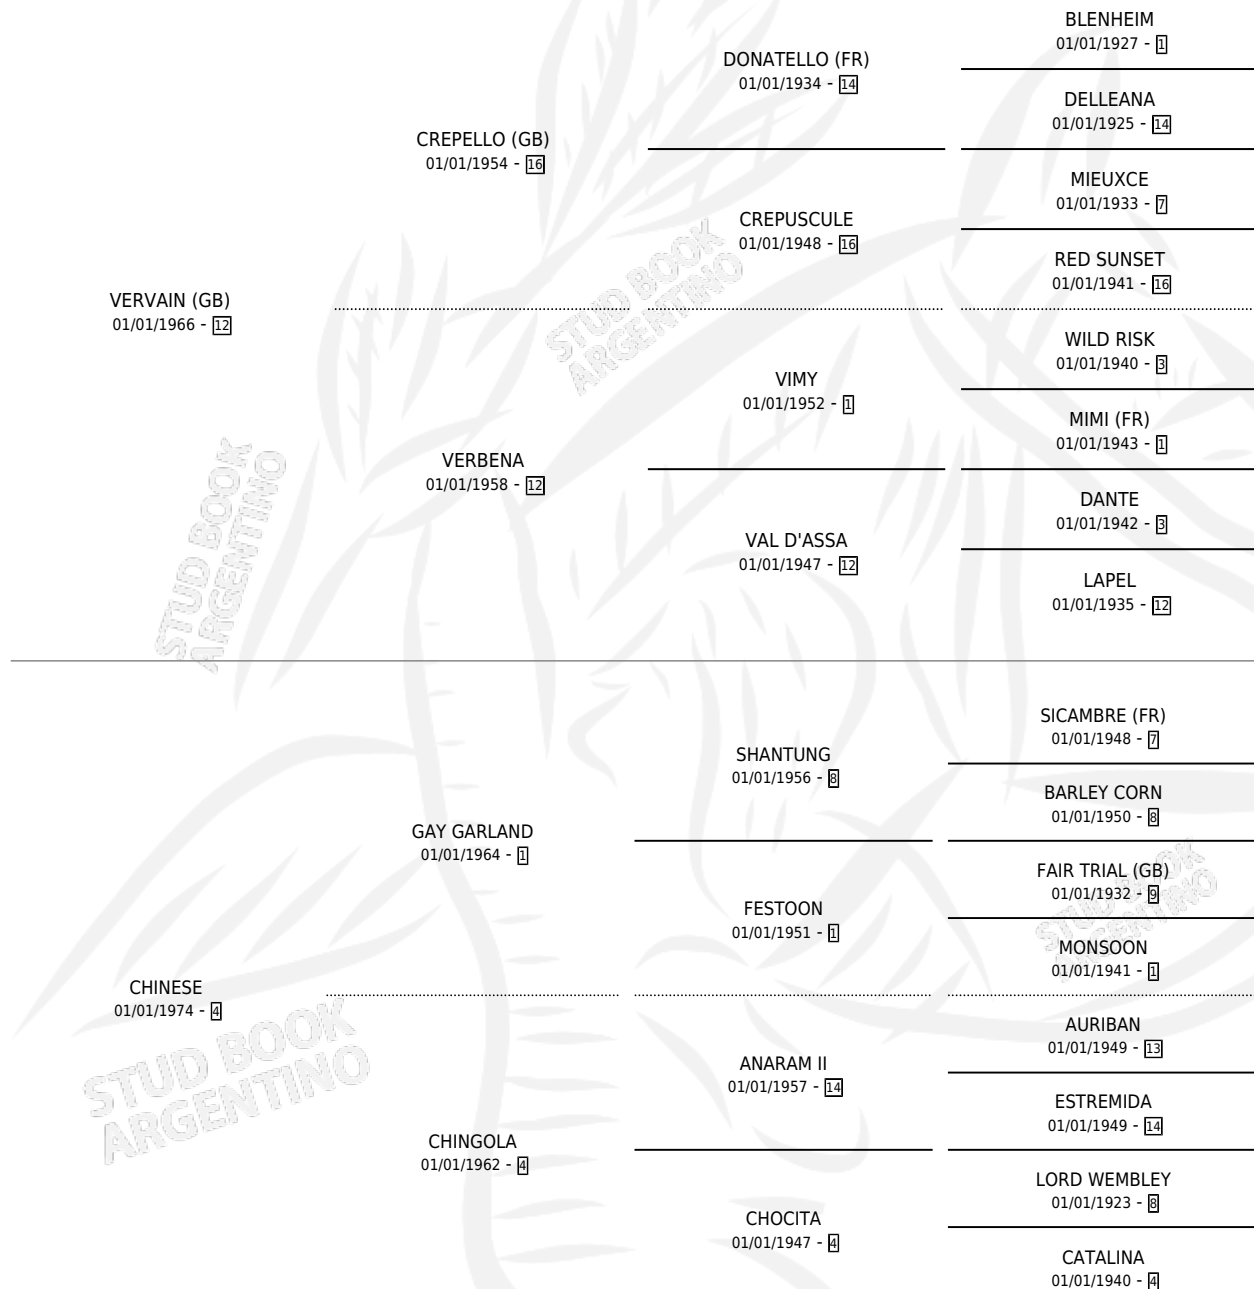 BLENHEIM
01/01/1927 - 1
DONATELLO (FR)
01/01/1934 - 14
DELLEANA
01/01/1925 - 14
CREPELLO (GB)
01/01/1954 - 16
MIEUXCE
01/01/1933 - 7
CREPUSCULE
01/01/1948 - 16
RED SUNSET
01/01/1941 - 16
VERVAIN (GB)
01/01/1966 - 12
WILD RISK
01/01/1940 - 3
VIMY
01/01/1952 - 1
MIMI (FR)
01/01/1943 - 1
VERBENA
01/01/1958 - 12
DANTE
01/01/1942 - 3
VAL D'ASSA
01/01/1947 - 12
LAPEL
01/01/1935 - 12
SICAMBRE (FR)
01/01/1948 - 7
SHANTUNG
01/01/1956 - 8
BARLEY CORN
01/01/1950 - 8
GAY GARLAND
01/01/1964 - 1
FAIR TRIAL (GB)
01/01/1932 - 9
FESTOON
01/01/1951 - 1
MONSOON
01/01/1941 - 1
CHINESE
01/01/1974 - 4
AURIBAN
01/01/1949 - 13
ANARAM II
01/01/1957 - 14
ESTREMIDA
01/01/1949 - 14
CHINGOLA
01/01/1962 - 4
LORD WEMBLEY
01/01/1923 - 8
CHOCITA
01/01/1947 - 4
CATALINA
01/01/1940 - 4
STUD BOOK
ARGENTINO
STUD BOOK
ARGENTINO
STUD BOOK
ARGENTINO
STUD BOOK
ARGENTINO